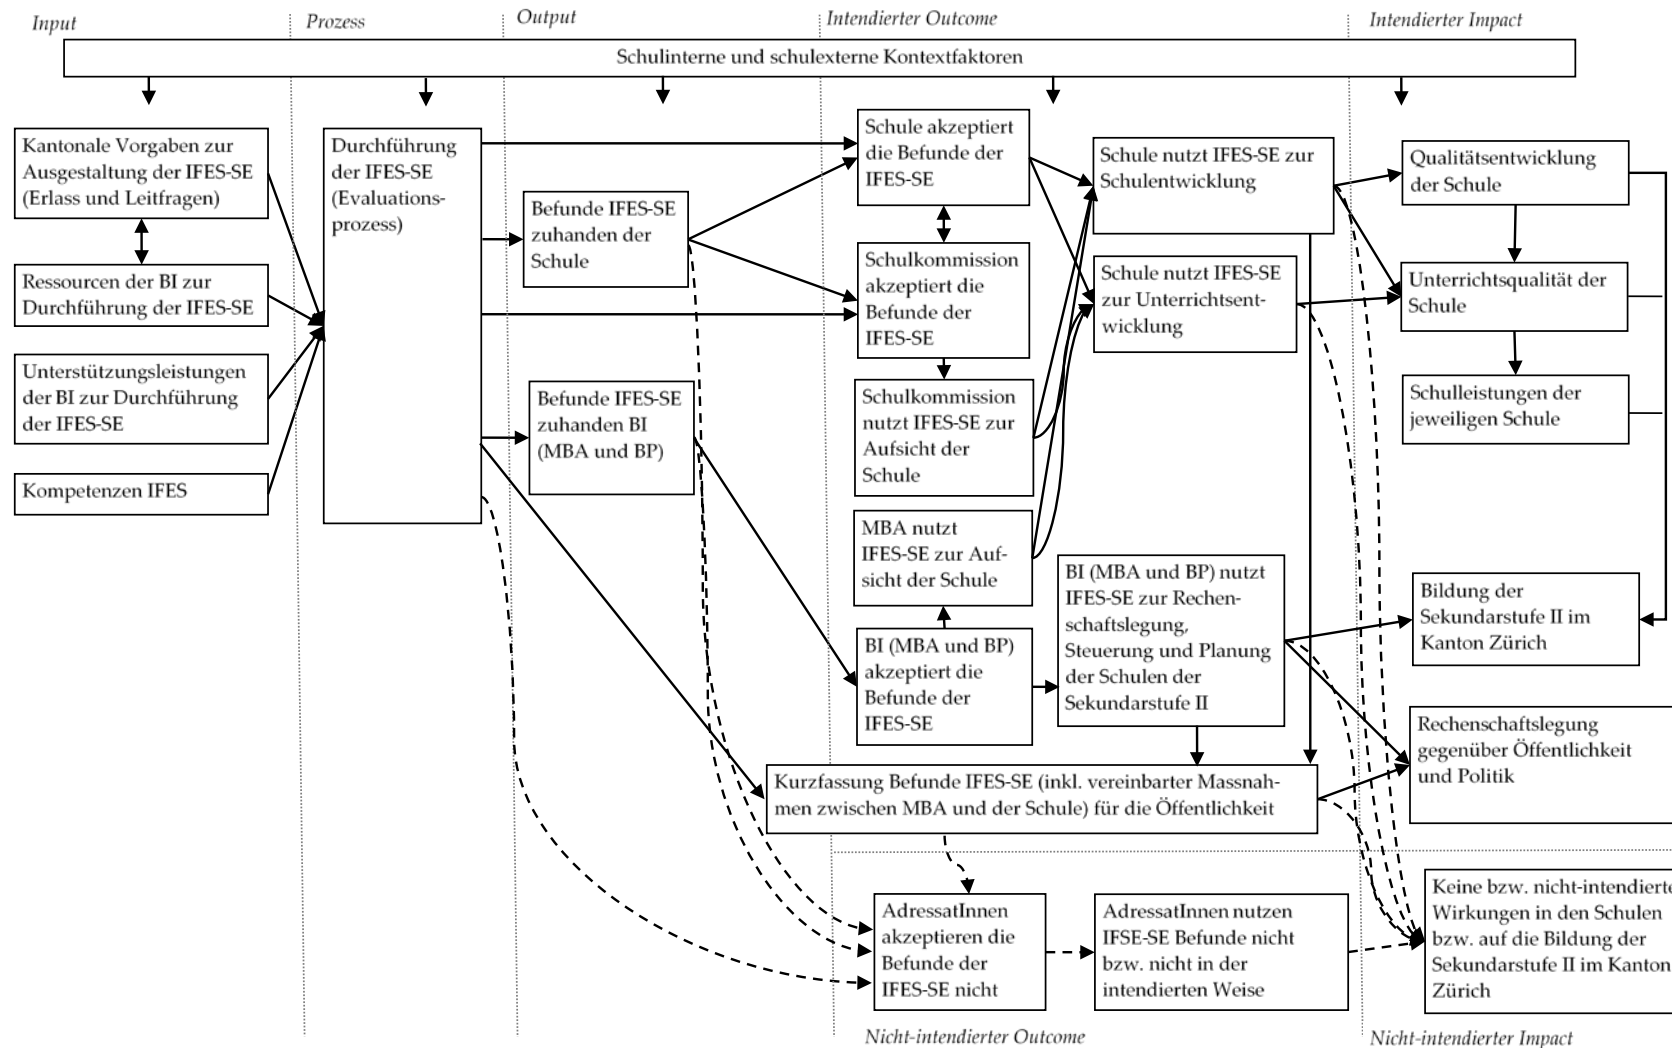 Input
Prozess
Output
Intendierter Outcome
Intendierter Impact
Schulinterne und schulexterne Kontextfaktoren
Kantonale Vorgaben zur
Ausgestaltung der IFES-SE
(Erlass und Leitfragen)
Ressourcen der BI zur
Durchführung der IFES-SE
Unterstützungsleistungen
der BI zur Durchführung
der IFES-SE
Kompetenzen IFES
Durchführung
der IFES-SE
(Evaluations-
prozess)
Befunde IFES-SE
zuhanden der
Schule
Befunde IFES-SE
zuhanden BI
(MBA und BP)
Schule akzeptiert
die Befunde der
IFES-SE
Schulkommission
akzeptiert die
Befunde der
IFES-SE
Schulkommission
nutzt IFES-SE zur
Aufsicht der
Schule
MBA nutzt
IFES-SE zur Auf-
sicht der Schule
BI (MBA und BP)
akzeptiert die
Befunde der
IFES-SE
Schule nutzt IFES-SE zur
Schulentwicklung
Schule nutzt IFES-SE
zur Unterrichtsent-
wicklung
BI (MBA und BP) nutzt
IFES-SE zur Rechen-
schaftslegung,
Steuerung und Planung
der Schulen der
Sekundarstufe II
Kurzfassung Befunde IFES-SE (inkl. vereinbarter Massnah-
men zwischen MBA und der Schule) für die Öffentlichkeit
Qualitätsentwicklung
der Schule
Unterrichtsqualität der
Schule
Schulleistungen der
jeweiligen Schule
Bildung der
Sekundarstufe II im
Kanton Zürich
Rechenschaftslegung
gegenüber Öffentlichkeit
und Politik
AdressatInnen
akzeptieren die
Befunde der
IFES-SE nicht
AdressatInnen nutzen
IFSE-SE Befunde nicht
bzw. nicht in der
intendierten Weise
Keine bzw. nicht-intendierte
Wirkungen in den Schulen
bzw. auf die Bildung der
Sekundarstufe II im Kanton
Zürich
Nicht-intendierter Outcome
Nicht-intendierter Impact